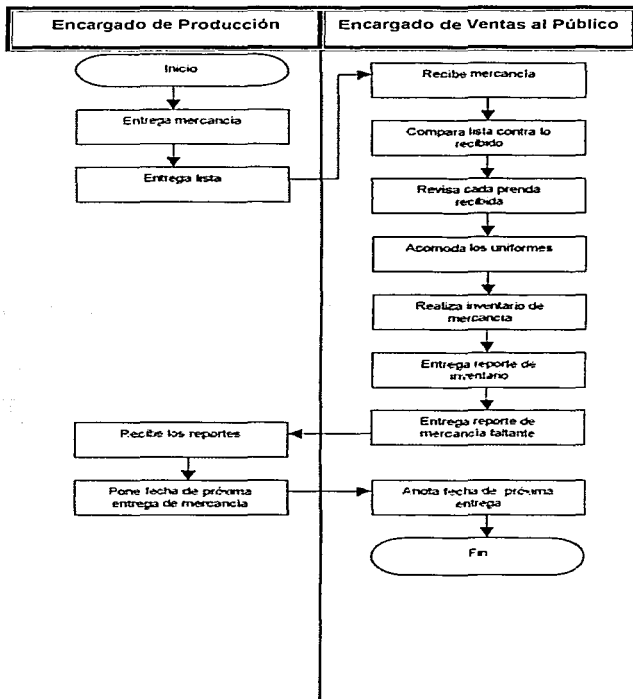 Encargado de Producción
Encargado de Ventas al Público
Inicio
Entrega mercancía
Entrega lista
Recibe mercancía
Compara lista contra lo
recibido
Revisa cada prenda
recibida
Acomoda los uniformes
Realiza inventario de
mercancía
Entrega reporte de
inventario
Entrega reporte de
mercancía faltante
Recibe los reportes
Pone fecha de próxima
entrega de mercancía
Anota fecha de próxima
entrega
Fin